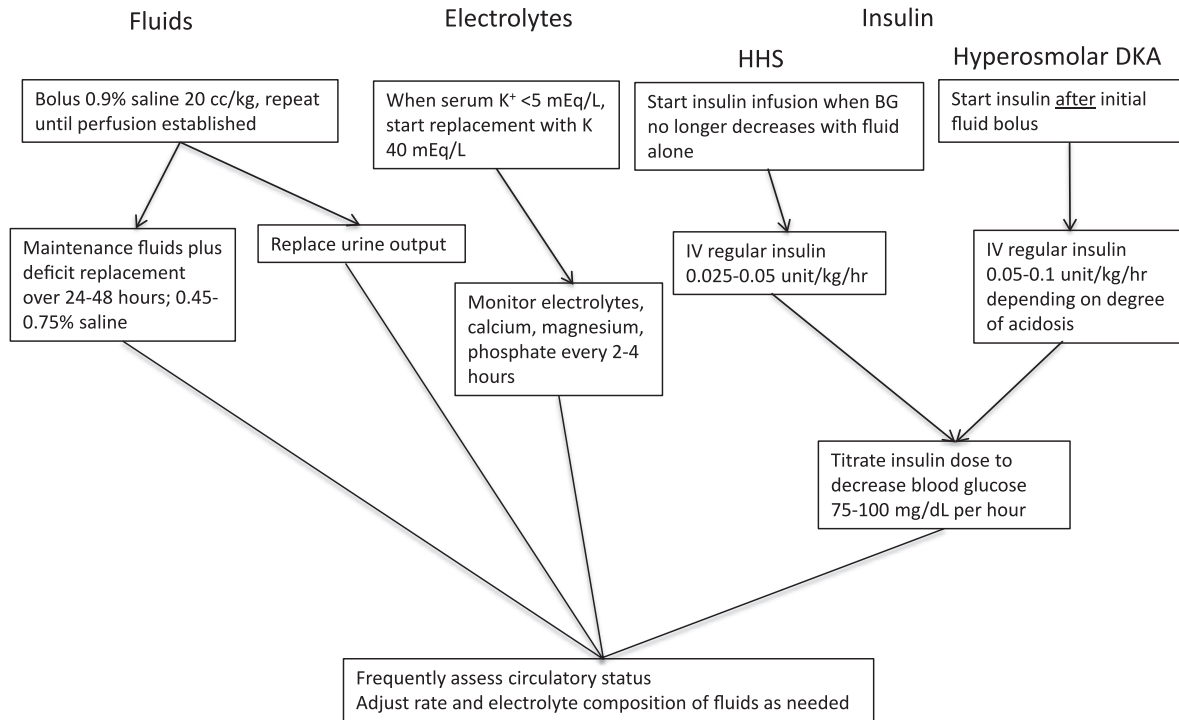 Fluids
Electrolytes
Insulin
HHS
Hyperosmolar DKA
Bolus 0.9% saline 20 cc/kg, repeat
until perfusion established
When serum K⁺ <5 mEq/L,
start replacement with K
40 mEq/L
Start insulin infusion when BG
no longer decreases with fluid
alone
Start insulin after initial
fluid bolus
Maintenance fluids plus
deficit replacement
over 24-48 hours; 0.45-
0.75% saline
Replace urine output
Monitor electrolytes,
calcium, magnesium,
phosphate every 2-4
hours
IV regular insulin
0.025-0.05 unit/kg/hr
IV regular insulin
0.05-0.1 unit/kg/hr
depending on degree
of acidosis
Titrate insulin dose to
decrease blood glucose
75-100 mg/dL per hour
Frequently assess circulatory status
Adjust rate and electrolyte composition of fluids as needed